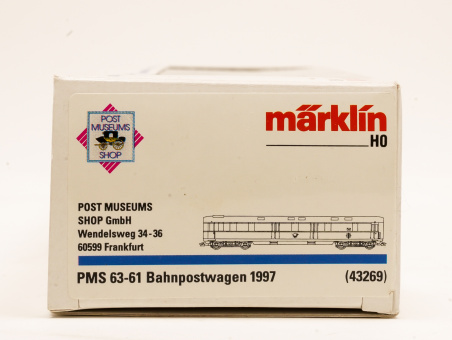 POST
MUSEUMS
SHOP
märklin
H0
POST MUSEUMS
SHOP GmbH
Wendelsweg 34-36
60599 Frankfurt
PMS 63-61 Bahnpostwagen 1997 (43269)